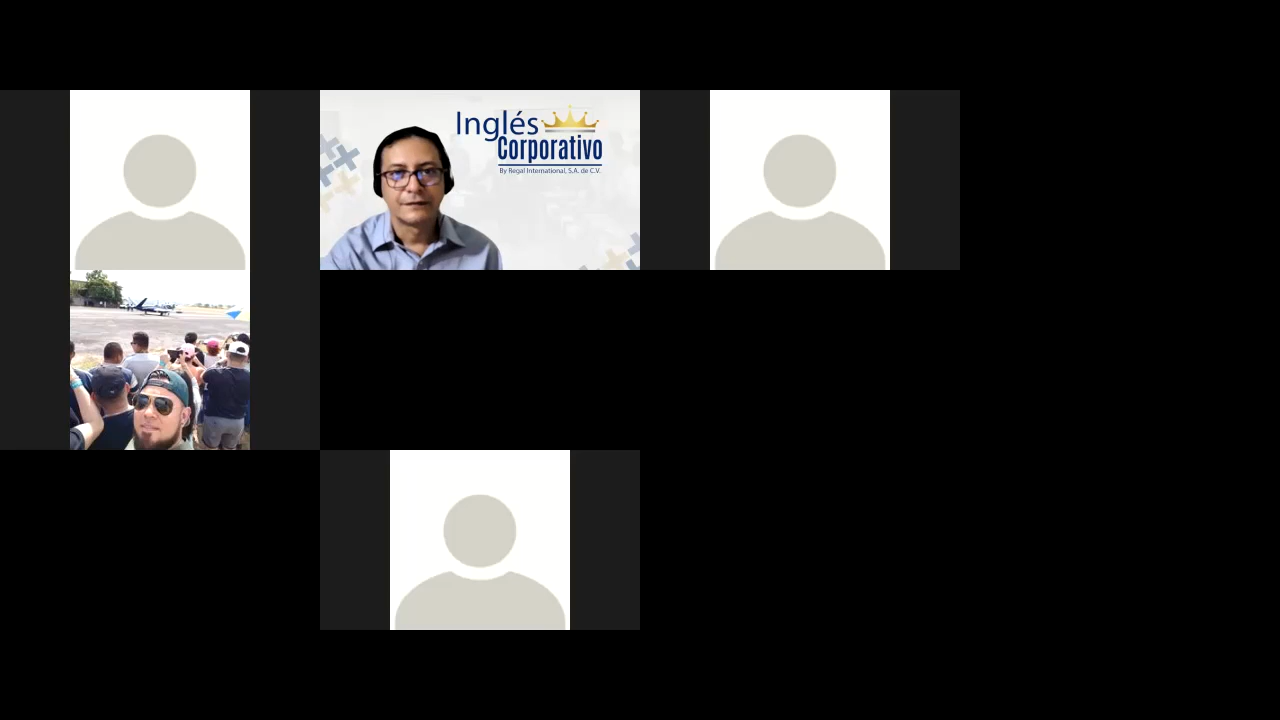 Inglés
Corporativo
By Regal International, S.A. de C.V.